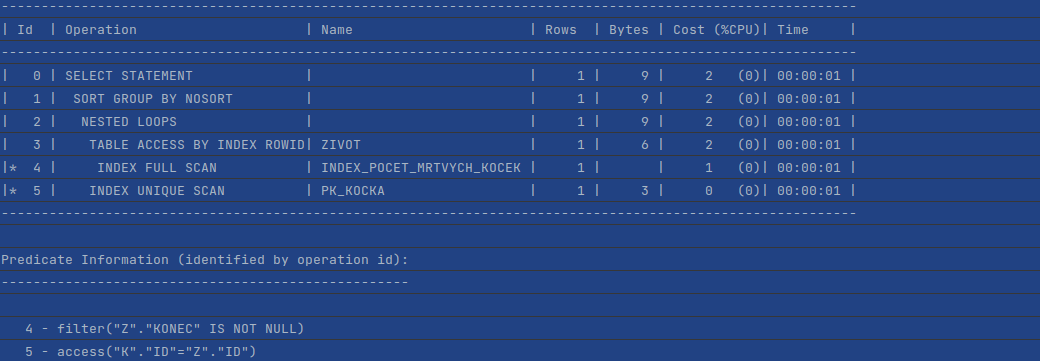 -----------------------------------------------------------------------------------------------------------
| Id  | Operation                     | Name                      | Rows  | Bytes | Cost (%CPU)| Time     |
-----------------------------------------------------------------------------------------------------------
|   0 | SELECT STATEMENT              |                           |     1 |     9 |     2   (0)| 00:00:01 |
|   1 |  SORT GROUP BY NOSORT         |                           |     1 |     9 |     2   (0)| 00:00:01 |
|   2 |   NESTED LOOPS                |                           |     1 |     9 |     2   (0)| 00:00:01 |
|   3 |    TABLE ACCESS BY INDEX ROWID| ZIVOT                     |     1 |     6 |     2   (0)| 00:00:01 |
|*  4 |     INDEX FULL SCAN           | INDEX_POCET_MRTVYCH_KOCEK |     1 |       |     1   (0)| 00:00:01 |
|*  5 |    INDEX UNIQUE SCAN          | PK_KOCKA                  |     1 |     3 |     0   (0)| 00:00:01 |
-----------------------------------------------------------------------------------------------------------
Predicate Information (identified by operation id):
---------------------------------------------------
   4 - filter("Z"."KONEC" IS NOT NULL)
   5 - access("K"."ID"="Z"."ID")